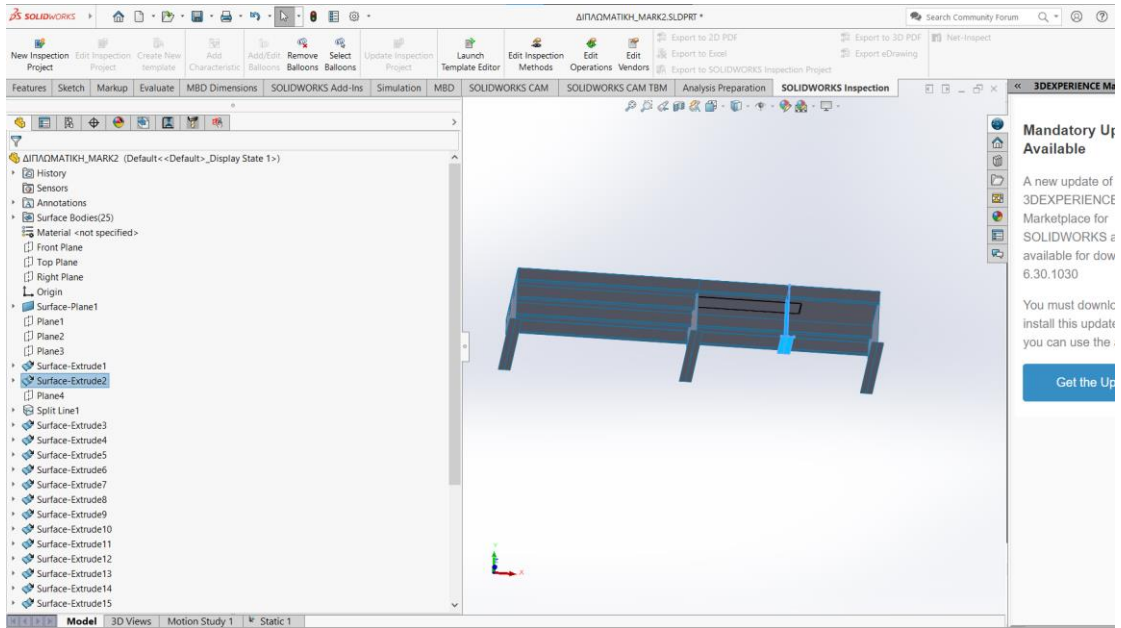 SOLIDWORKS
ΔΙΠΛΩΜΑΤΙΚΗ_MARK2.SLDPRT *
Search Community Forum
New Inspection Project
Edit Inspection Project
Create New template
Add Characteristic
Add/Edit Balloons
Remove Balloons
Select Balloons
Update Inspection Project
Launch Template Editor
Edit Inspection Methods
Edit Operations
Edit Vendors
Export to 2D PDF
Export to Excel
Export to SOLIDWORKS Inspection Project
Export to 3D PDF
Export eDrawing
Net-Inspect
Features Sketch Markup Evaluate MBD Dimensions SOLIDWORKS Add-Ins Simulation MBD SOLIDWORKS CAM SOLIDWORKS CAM TBM Analysis Preparation SOLIDWORKS Inspection
ΔΙΠΛΩΜΑΤΙΚΗ_MARK2 (Default<<Default>_Display State 1>)
History
Sensors
Annotations
Surface Bodies(25)
Material <not specified>
Front Plane
Top Plane
Right Plane
Origin
Surface-Plane1
Plane1
Plane2
Plane3
Surface-Extrude1
Surface-Extrude2
Plane4
Split Line1
Surface-Extrude3
Surface-Extrude4
Surface-Extrude5
Surface-Extrude6
Surface-Extrude7
Surface-Extrude8
Surface-Extrude9
Surface-Extrude10
Surface-Extrude11
Surface-Extrude12
Surface-Extrude13
Surface-Extrude14
Surface-Extrude15
Y
X
Model 3D Views Motion Study 1 Static 1
3DEXPERIENCE Ma
Mandatory Up
Available
A new update of
3DEXPERIENCE
Marketplace for
SOLIDWORKS a
available for dow
6.30.1030
You must downlo
install this update
you can use the
Get the Up